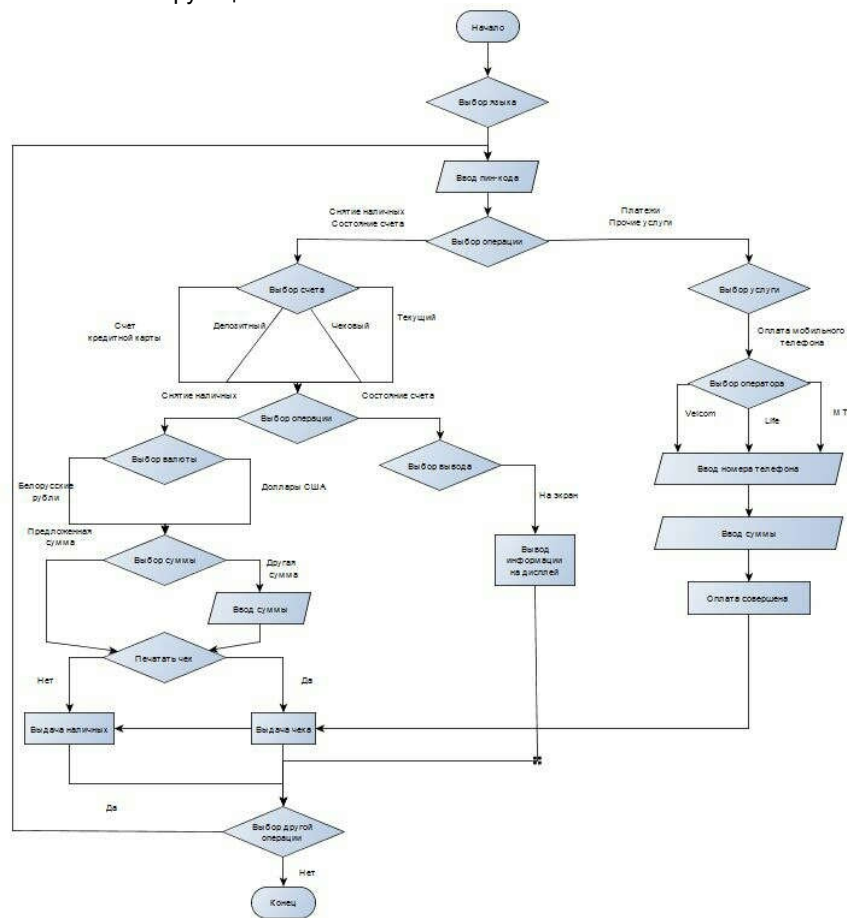 Начало
Выбор языка
Ввод пин-кода
Снятие наличных
Состояние счета
Платежи
Прочие услуги
Выбор операции
Выбор счета
Выбор услуги
Счет
кредитной карты
Депозитный
Чековый
Текущий
Оплата мобильного
телефона
Выбор оператора
Снятие наличных
Состояние счета
Velcom
Life
МТ
Выбор операции
Выбор валюты
Выбор вывода
Ввод номера телефона
Белорусские
рубли
Доллары США
На экран
Предложенная
сумма
Ввод суммы
Выбор суммы
Другая
сумма
Вывод
информации
на дисплей
Ввод суммы
Оплата совершена
Печатать чек
Нет
Да
Выдача наличных
Выдача чека
Да
Выбор другой
операции
Нет
Конец